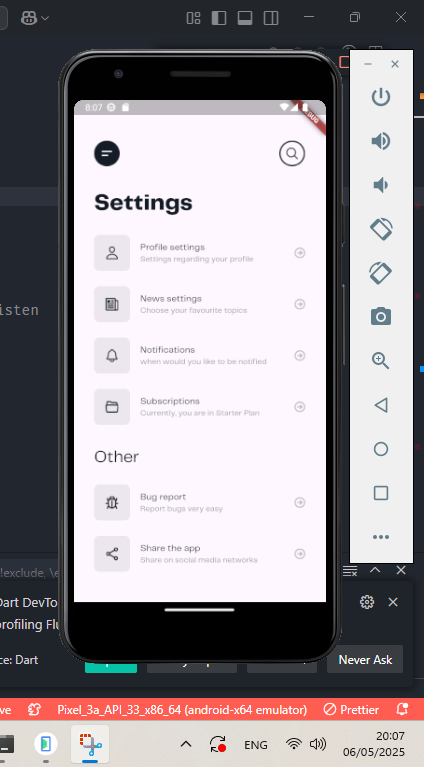 8:07
BUG
Settings
Profile settings
Settings regarding your profile
News settings
Choose your favourite topics
isten
Notifications
when would you like to be notified
Subscriptions
Currently, you are in Starter Plan
Other
Bug report
Report bugs very easy
Share the app
Share on social media networks
!exclude, \e
Dart DevTo
profiling Flu
ce: Dart
Never Ask
ve
Pixel_3a_API_33_x86_64 (android-x64 emulator)
Prettier
ENG
20:07
06/05/2025